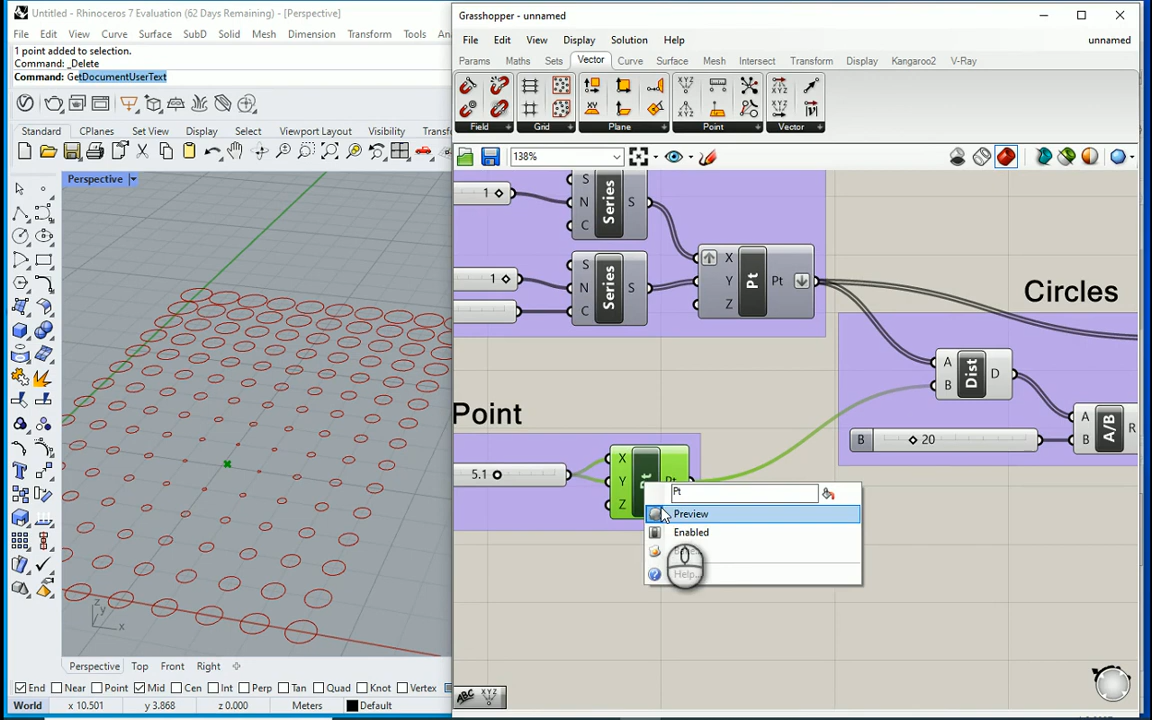 Untitled - Rhinoceros 7 Evaluation (62 Days Remaining) - [Perspective]
File Edit View Curve Surface SubD Solid Mesh Dimension Transform Tools
1 point added to selection.
Command: _Delete
Command: GetDocumentUserText
Standard CPlanes Set View Display Select Viewport Layout Visibility
Perspective
z
y
x
Perspective Top Front Right
End Near Point Mid Cen Int Perp Tan Quad Knot Vertex
World x 10.501 y 3.868 z 0.000 Meters Default
Grasshopper - unnamed
File Edit View Display Solution Help unnamed
Params Maths Sets Vector Curve Surface Mesh Intersect Transform Display Kangaroo2 V-Ray
Field Grid Plane Point Vector
138%
S
1 N Series S
C
X
Y Pt Pt
Z
S
1 N Series S
C
Circles
A
B Dist D
A
B A/B R
B 20
Point
5.1
X
Y
Z
Pt
Preview
Enabled
Help...